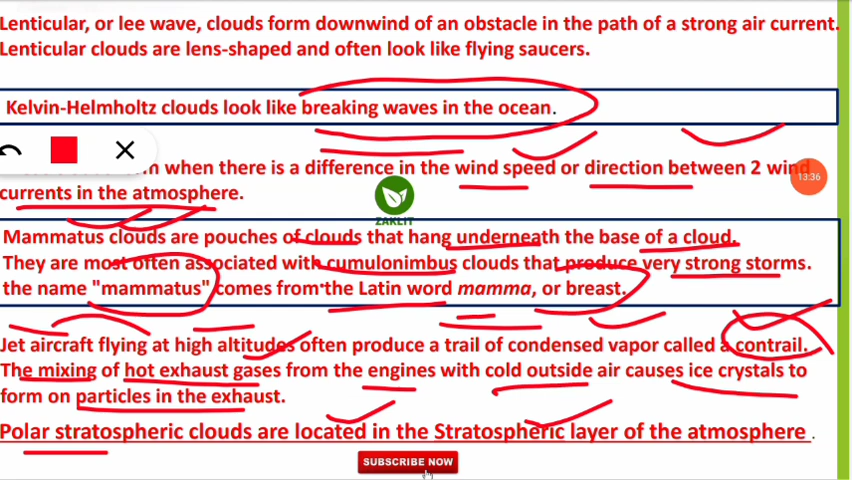 Lenticular, or lee wave, clouds form downwind of an obstacle in the path of a strong air current.
Lenticular clouds are lens-shaped and often look like flying saucers.
Kelvin-Helmholtz clouds look like breaking waves in the ocean.
when there is a difference in the wind speed or direction between 2 wind
13:36
currents in the atmosphere.
ZAKLIT
Mammatus clouds are pouches of clouds that hang underneath the base of a cloud.
They are most often associated with cumulonimbus clouds that produce very strong storms.
the name "mammatus" comes from the Latin word mamma, or breast.
Jet aircraft flying at high altitudes often produce a trail of condensed vapor called a contrail.
The mixing of hot exhaust gases from the engines with cold outside air causes ice crystals to
form on particles in the exhaust.
Polar stratospheric clouds are located in the Stratospheric layer of the atmosphere .
SUBSCRIBE NOW